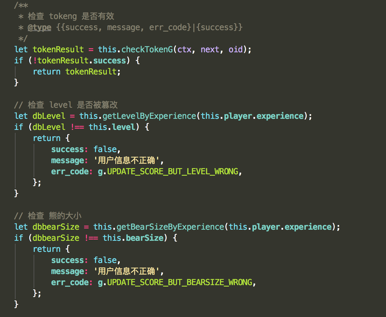 /**
 * 检查 tokeng 是否有效
 * @type {{success, message, err_code}|{success}}
 */
let tokenResult = this.checkTokenG(ctx, next, oid);
if (!tokenResult.success) {
    return tokenResult;
}

// 检查 level 是否被篡改
let dbLevel = this.getLevelByExperience(this.player.experience);
if (dbLevel !== this.level) {
    return {
        success: false,
        message: '用户信息不正确',
        err_code: g.UPDATE_SCORE_BUT_LEVEL_WRONG,
    };
}

// 检查 熊的大小
let dbbearSize = this.getBearSizeByExperience(this.player.experience);
if (dbbearSize !== this.bearSize) {
    return {
        success: false,
        message: '用户信息不正确',
        err_code: g.UPDATE_SCORE_BUT_BEARSIZE_WRONG,
    };
}